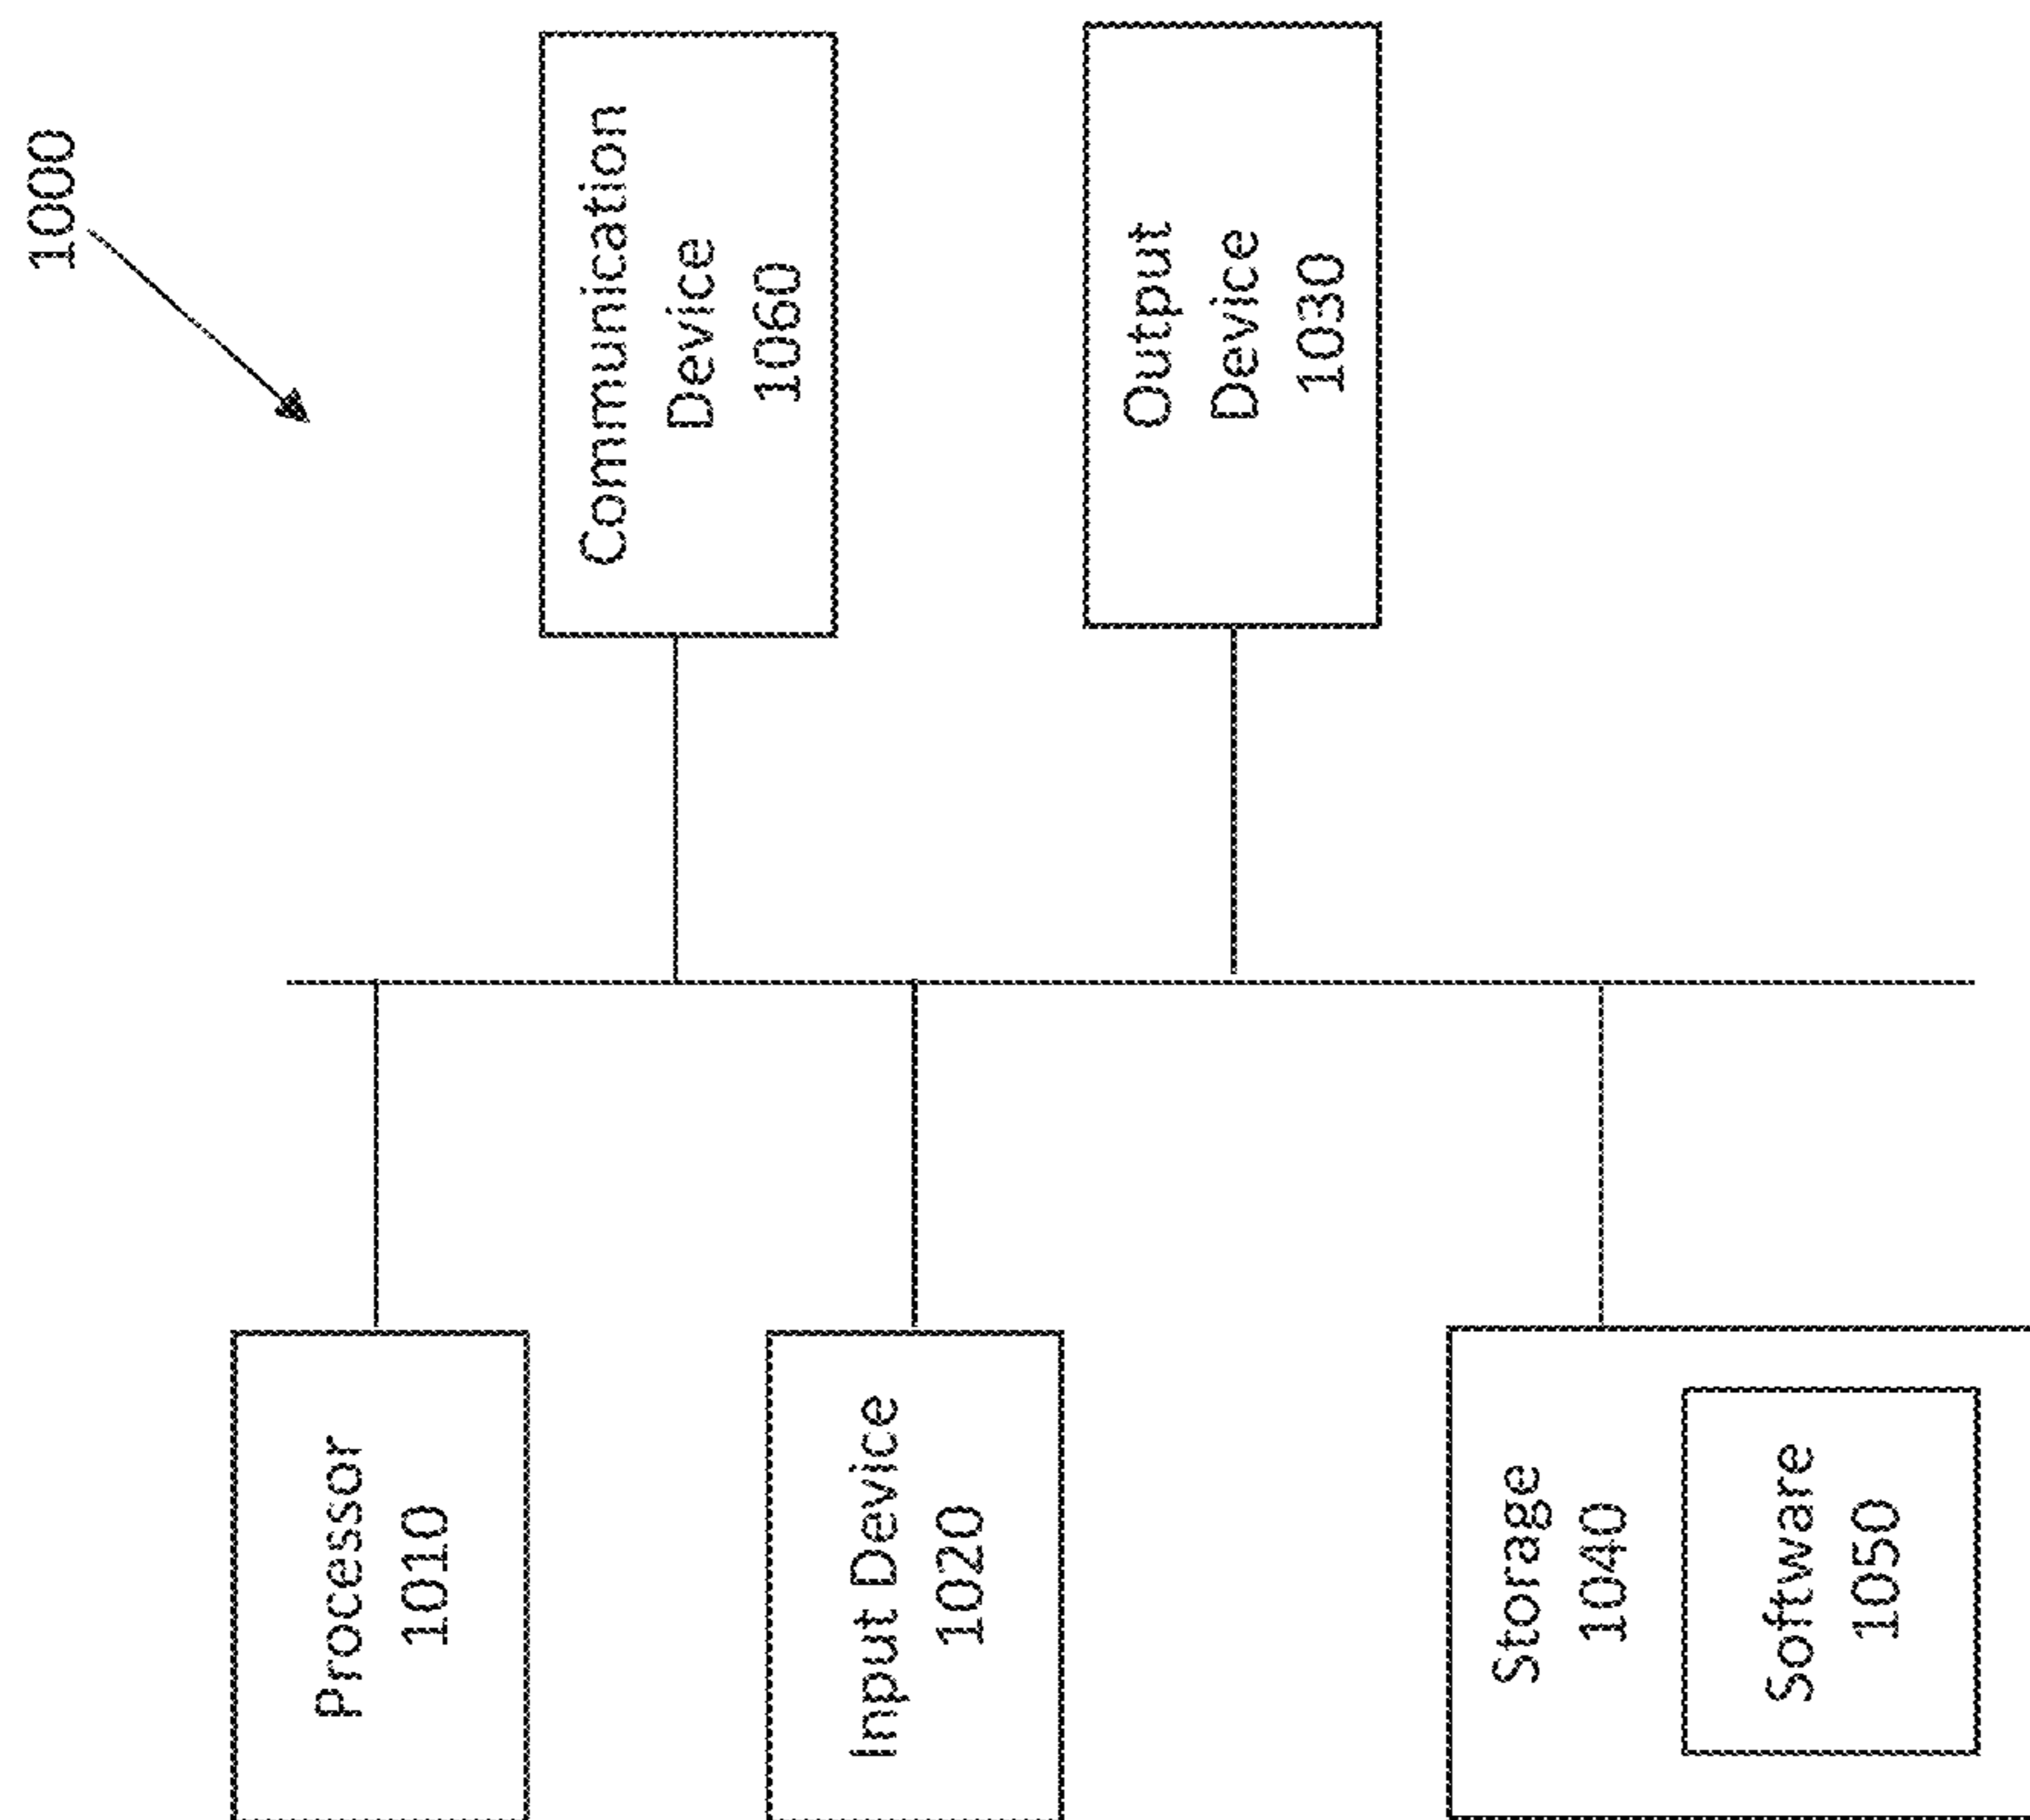 1000
Processor
1010
Communication
Device
1060
Input Device
1020
Output
Device
1030
Storage
1040
Software
1050